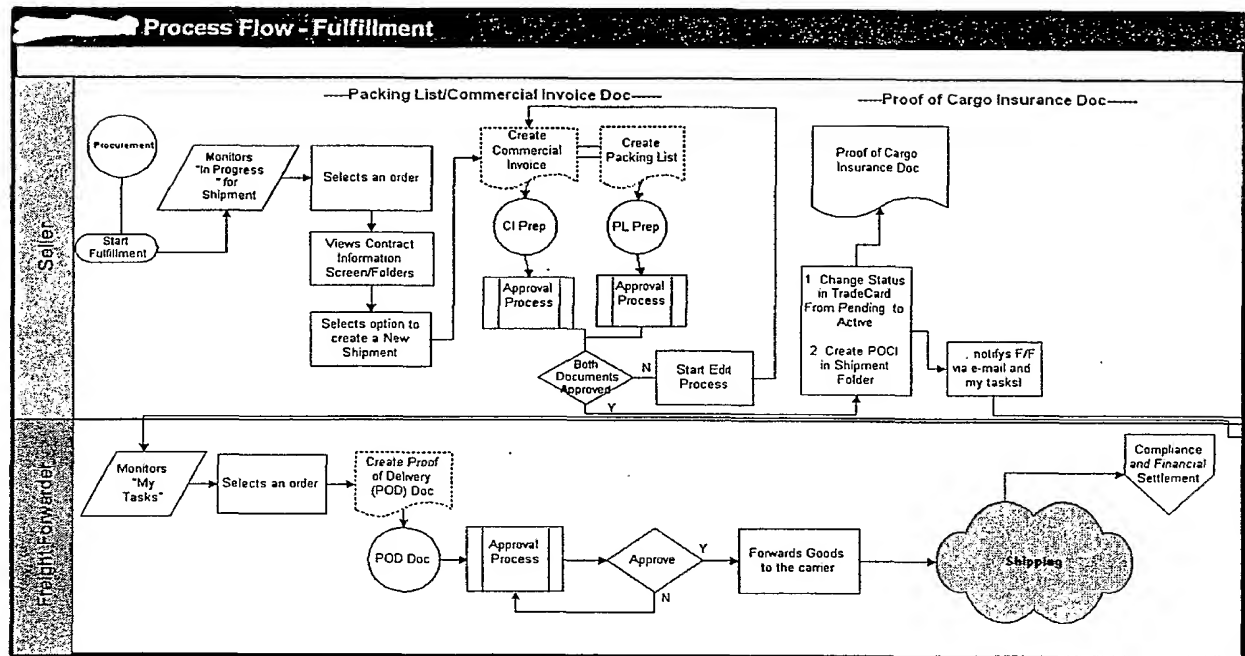 Process Flow - Fulfillment
-----Packing List/Commercial Invoice Doc-----
-----Proof of Cargo Insurance Doc-----
Seller
Procurement
Start
Fulfillment
Monitors
"In Progress
" for
Shipment
Selects an order
Views Contract
Information
Screen/Folders
Selects option to
create a New
Shipment
Create
Commercial
Invoice
Create
Packing List
CI Prep
PL Prep
Approval
Process
Approval
Process
Both
Documents
Approved
N
Y
Start Edit
Process
Proof of Cargo
Insurance Doc
1 Change Status
in TradeCard
From Pending to
Active
2 Create POCI
in Shipment
Folder
. notifys F/F
via e-mail and
my tasks!
Freight Forwarder
Monitors
"My
Tasks"
Selects an order
Create Proof
of Delivery
(POD) Doc
POD Doc
Approval
Process
Approve
Y
N
Forwards Goods
to the carrier
Shipping
Compliance
and Financial
Settlement